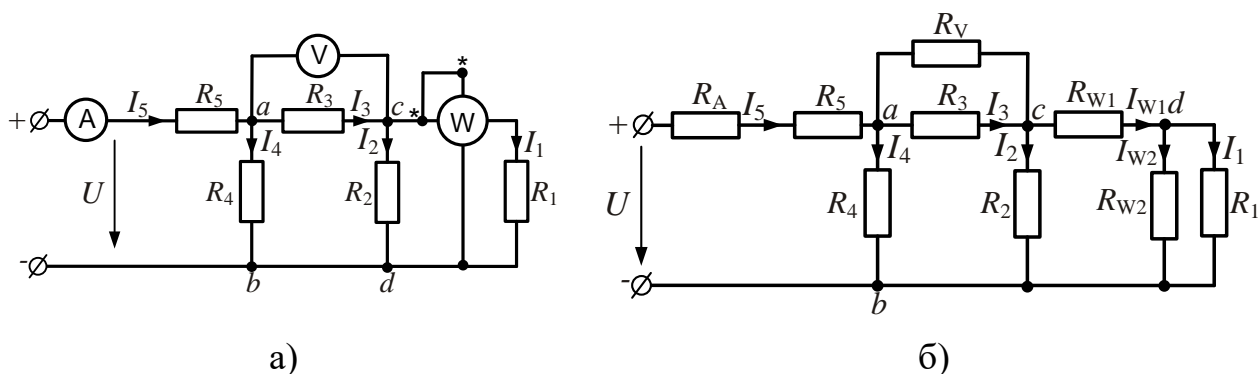 V
A
I5
R5
a
R3
I3
c
*
*
W
+
I4
I2
I1
U
R4
R2
R1
-
b
d
а)
RV
RA
I5
R5
a
R3
I3
c
RW1
IW1
d
+
I4
I2
IW2
I1
U
R4
R2
RW2
R1
-
b
б)